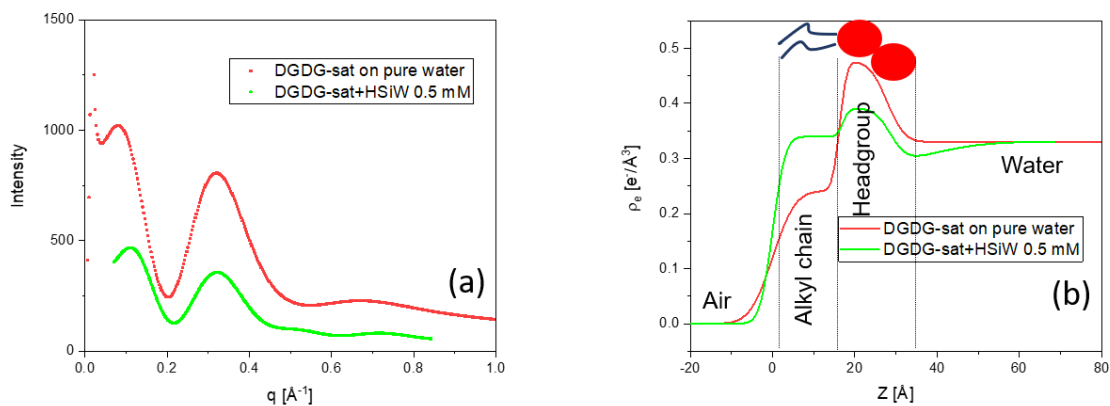 1500
1000
500
0
Intensity
DGDG-sat on pure water
DGDG-sat+HSiW 0.5 mM
(a)
0.0 0.2 0.4 0.6 0.8 1.0
q [Å⁻¹]
0.5
0.4
0.3
0.2
0.1
0.0
ρe [e⁻/Å³]
Air
Alkyl chain
Headgroup
Water
DGDG-sat on pure water
DGDG-sat+HSiW 0.5 mM
(b)
-20 0 20 40 60 80
Z [Å]